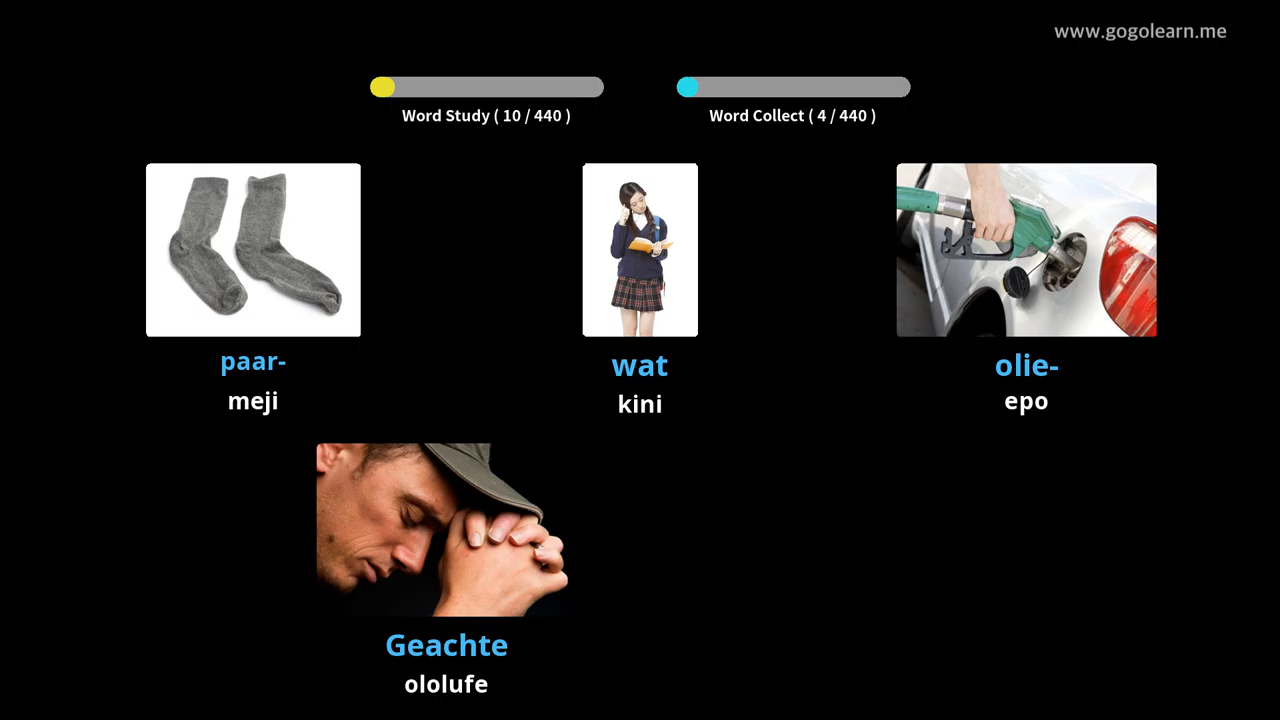 www.gogolearn.me
Word Study ( 10 / 440 )
Word Collect ( 4 / 440 )
paar-
meji
wat
kini
olie-
epo
Geachte
ololufe